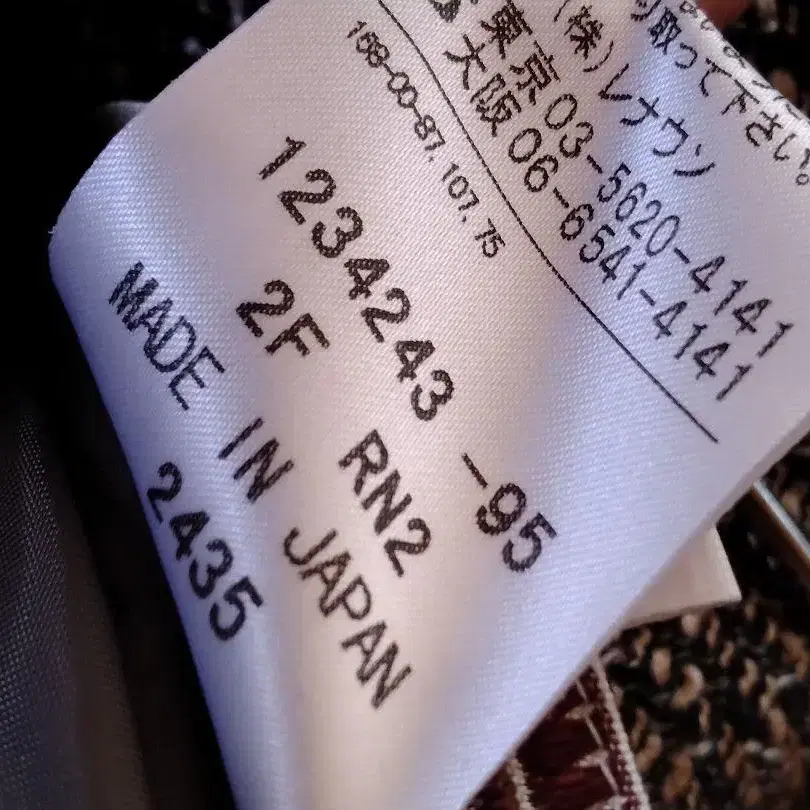 取って下さい。
(株)レナウン
東京03-5620-4141
大阪06-6541-4141
168-00-87.107.75
1234243 -95
2F RN2
MADE IN JAPAN
2435